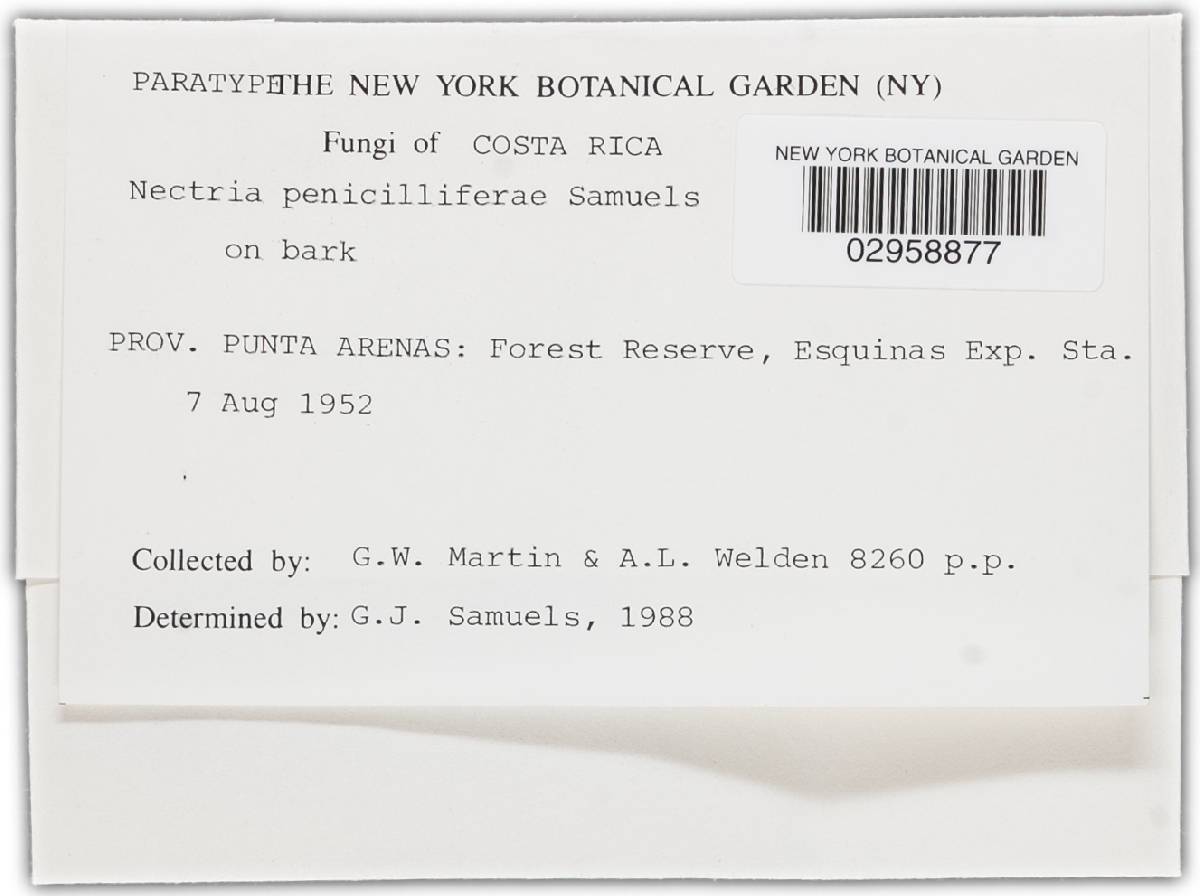 PARATYPE THE NEW YORK BOTANICAL GARDEN (NY)
Fungi of COSTA RICA
NEW YORK BOTANICAL GARDEN
02958877
Nectria penicilliferae Samuels
on bark
PROV. PUNTA ARENAS: Forest Reserve, Esquinas Exp. Sta.
7 Aug 1952
Collected by: G.W. Martin & A.L. Welden 8260 p.p.
Determined by: G.J. Samuels, 1988